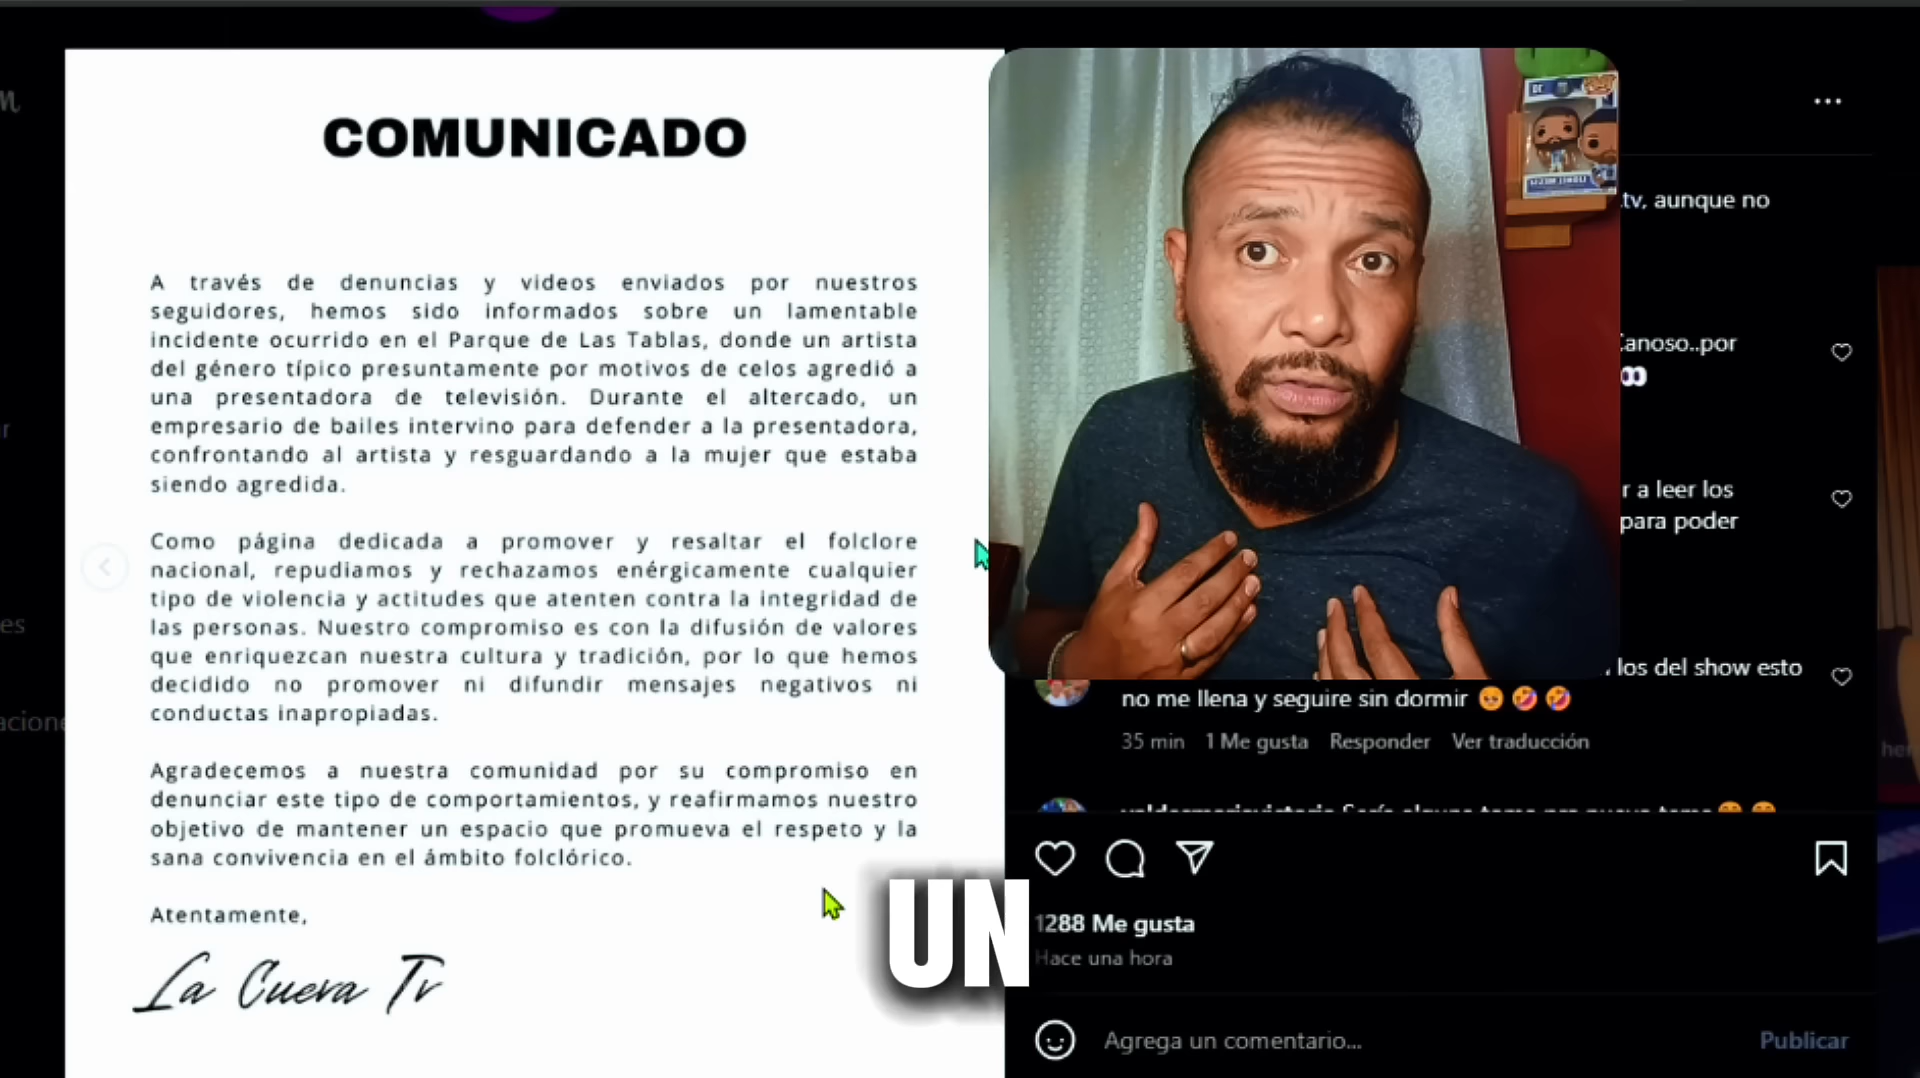 COMUNICADO
A través de denuncias y videos enviados por nuestros
seguidores, hemos sido informados sobre un lamentable
incidente ocurrido en el Parque de Las Tablas, donde un artista
del género típico presuntamente por motivos de celos agredió a
una presentadora de televisión. Durante el altercado, un
empresario de bailes intervino para defender a la presentadora,
confrontando al artista y resguardando a la mujer que estaba
siendo agredida.
Como página dedicada a promover y resaltar el folclore
nacional, repudiamos y rechazamos enérgicamente cualquier
tipo de violencia y actitudes que atenten contra la integridad de
las personas. Nuestro compromiso es con la difusión de valores
que enriquezcan nuestra cultura y tradición, por lo que hemos
decidido no promover ni difundir mensajes negativos ni
conductas inapropiadas.
Agradecemos a nuestra comunidad por su compromiso en
denunciar este tipo de comportamientos, y reafirmamos nuestro
objetivo de mantener un espacio que promueva el respeto y la
sana convivencia en el ámbito folclórico.
Atentamente,
La Cueva Tv
UN
tv, aunque no
Canoso..por
r a leer los
para poder
los del show esto
no me llena y seguire sin dormir 🥹 🤣 🤣
35 min 1 Me gusta Responder Ver traducción
1288 Me gusta
Hace una hora
Agrega un comentario...
Publicar